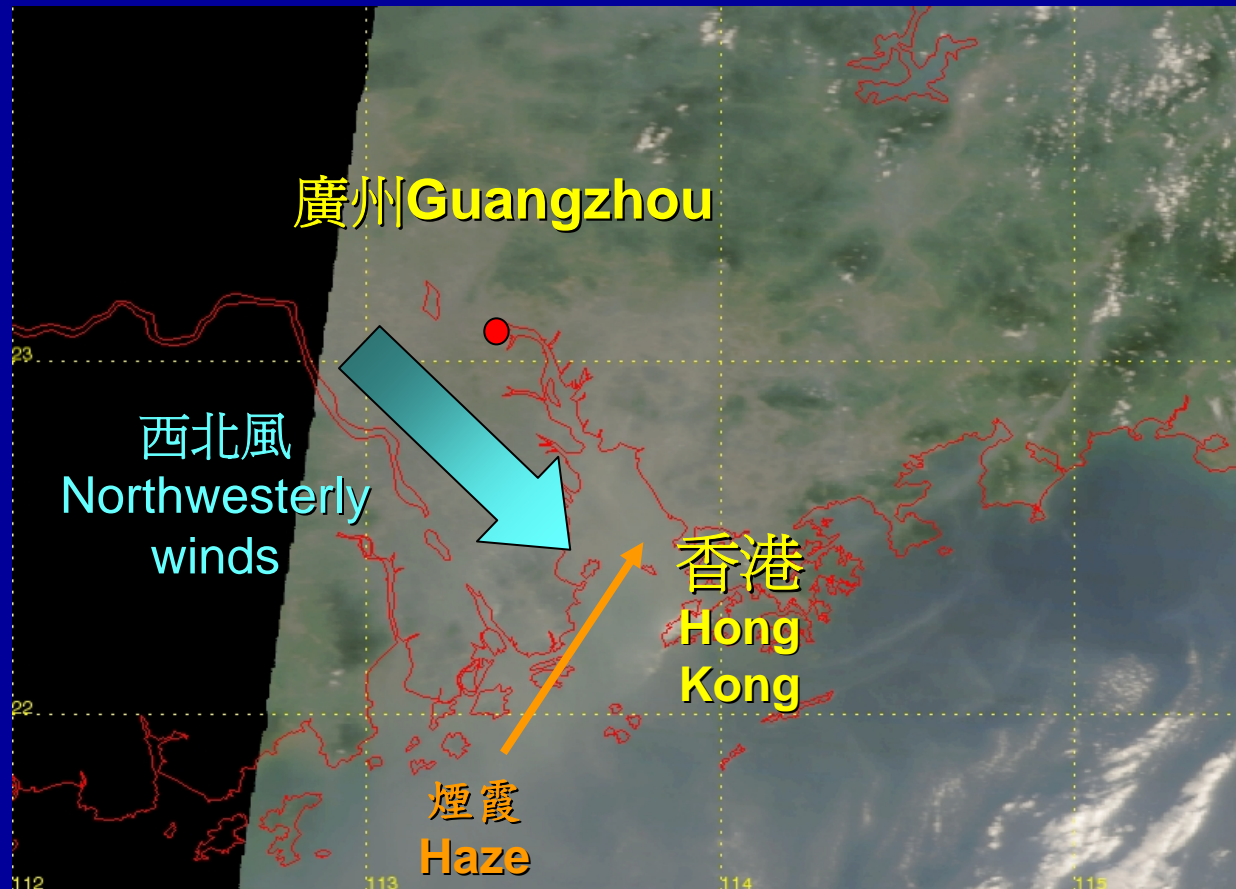 廣州Guangzhou
23
西北風
Northwesterly
winds
香港
Hong
Kong
22
煙霞
Haze
112
113
114
115